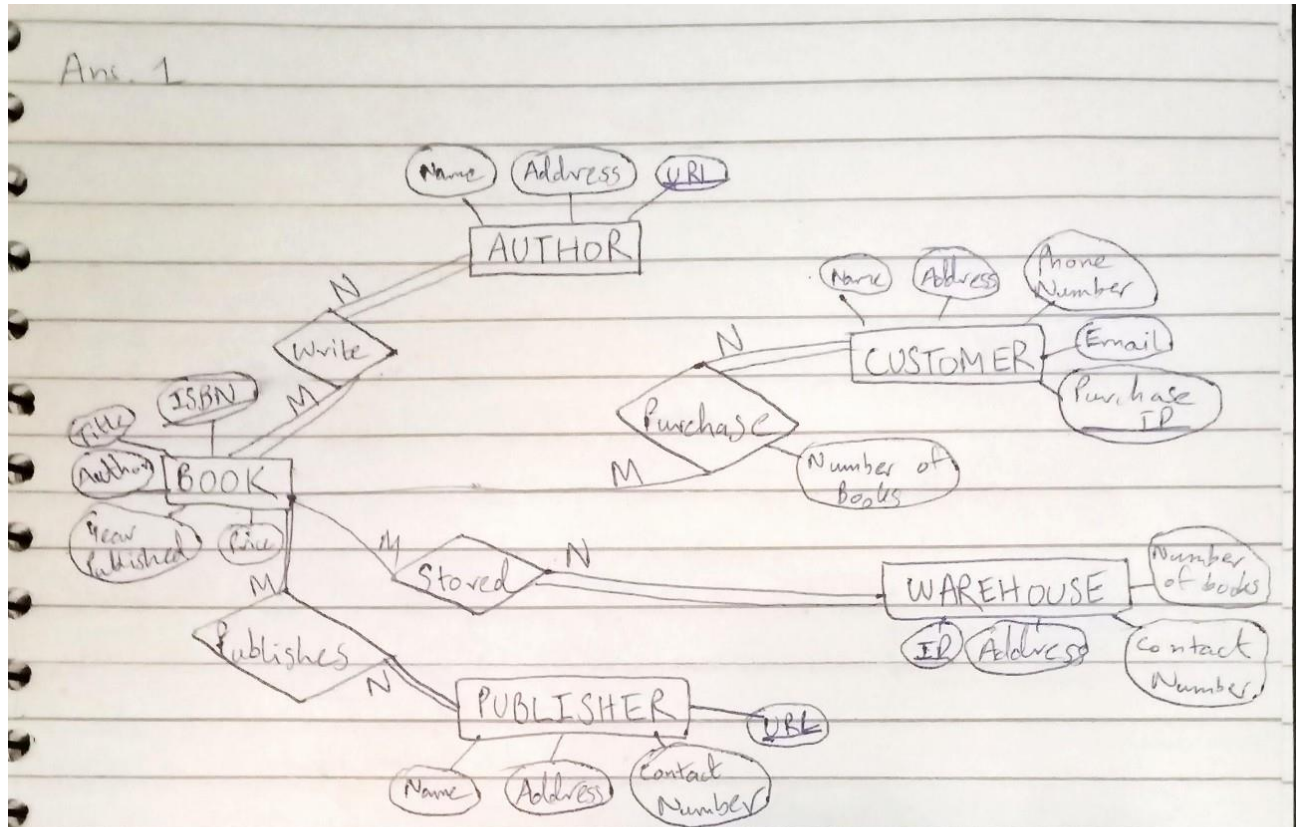 Ans. 1
Name
Address
URL
AUTHOR
N
Write
M
ISBN
Title
Author
BOOK
Year
Published
Price
Name
Address
Phone
Number
Email
CUSTOMER
Purchase
ID
N
Purchase
M
Number of
Books
M
Stored
N
WAREHOUSE
Number
of books
ID
Address
Contact
Number
M
Publishes
N
PUBLISHER
URL
Name
Address
Contact
Number